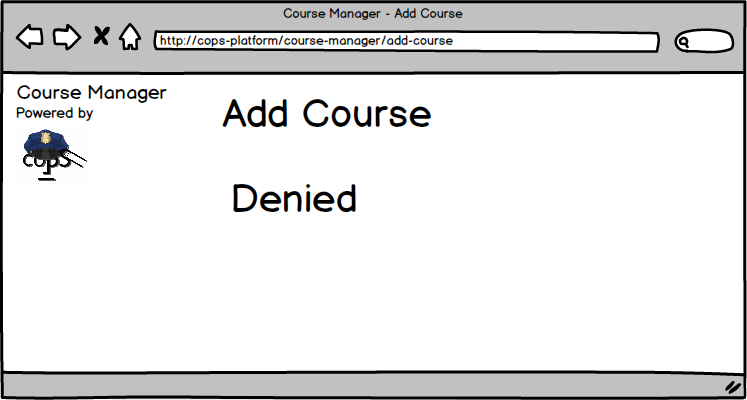 Course Manager - Add Course
http://cops-platform/course-manager/add-course
Course Manager
Powered by
cops
Add Course
Denied